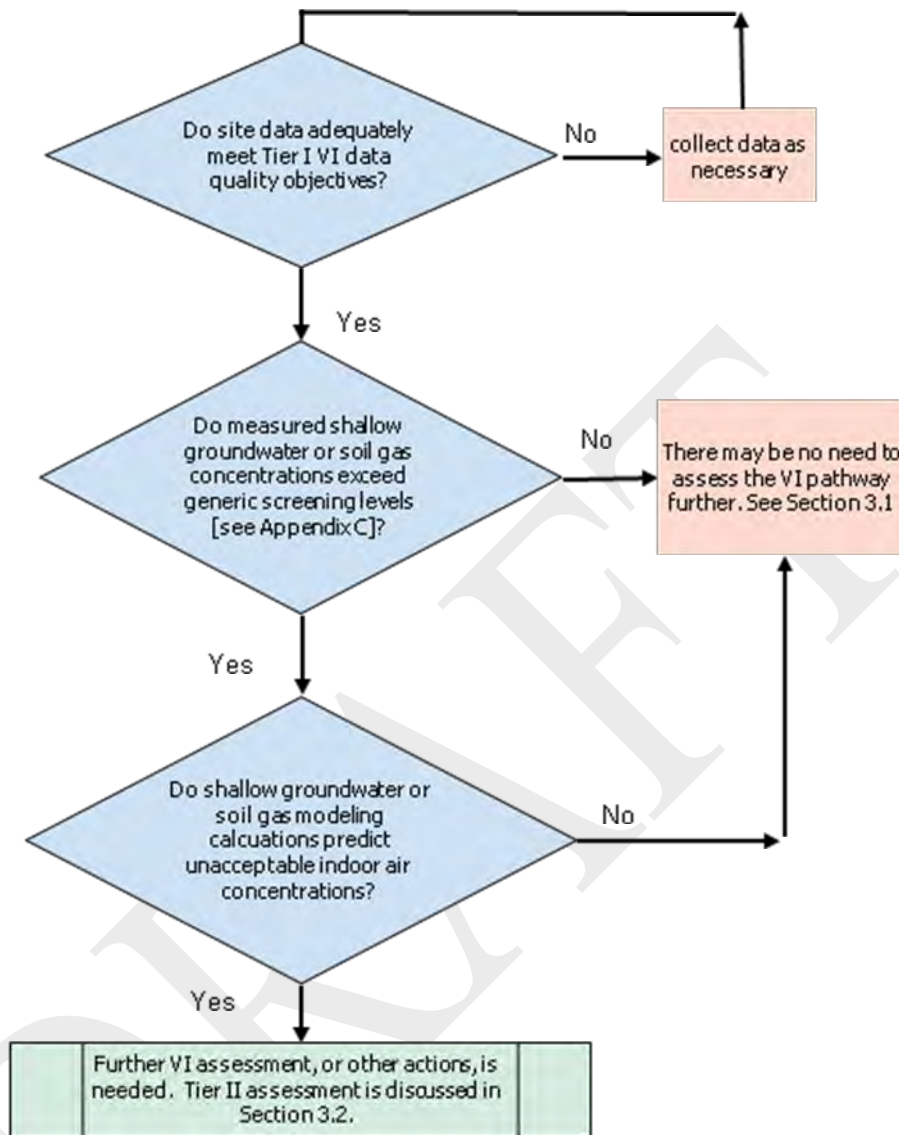 Do site data adequately
meet Tier I VI data
quality objectives?
No
collect data as
necessary
Yes
Do measured shallow
groundwater or soil gas
concentrations exceed
generic screening levels
[see Appendix C]?
No
There may be no need to
assess the VI pathway
further. See Section 3.1
Yes
Do shallow groundwater or
soil gas modeling
calcuations predict
unacceptable indoor air
concentrations?
No
Yes
Further VI assessment, or other actions, is
needed. Tier II assessment is discussed in
Section 3.2.
DRAFT